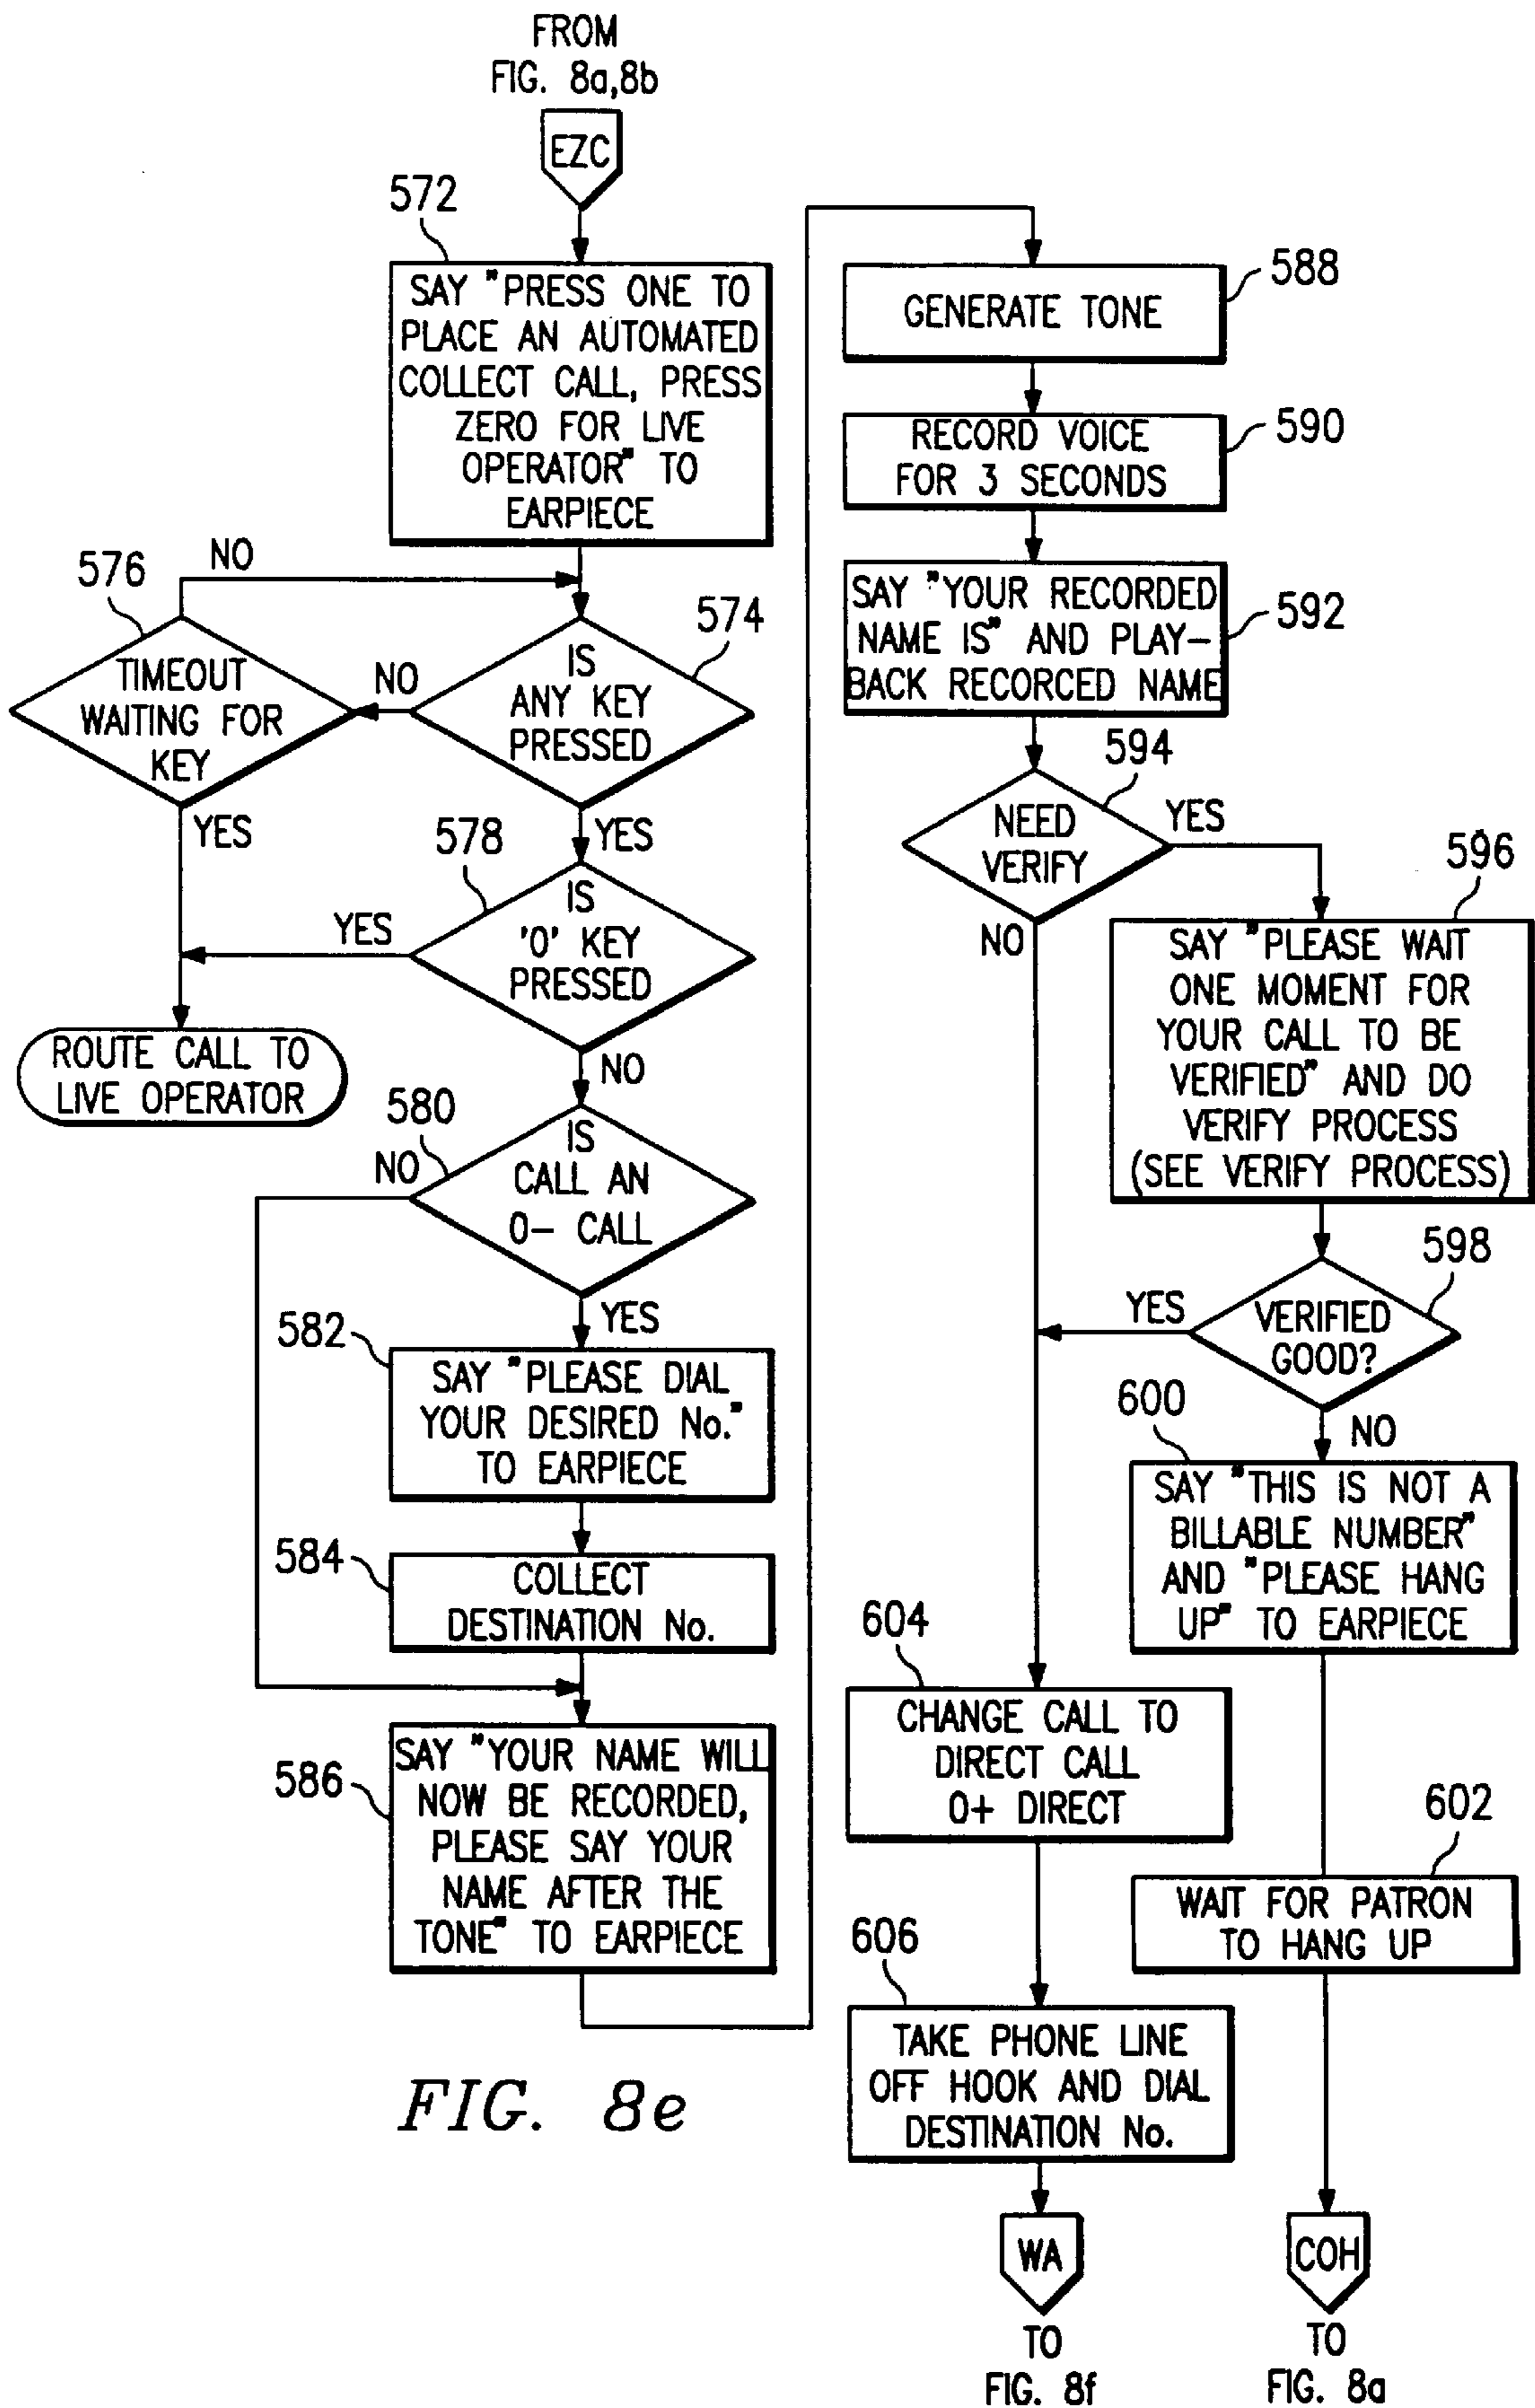 FROM
FIG. 8a,8b
EZC
572
SAY "PRESS ONE TO
PLACE AN AUTOMATED
COLLECT CALL, PRESS
ZERO FOR LIVE
OPERATOR" TO
EARPIECE
576
NO
TIMEOUT
WAITING FOR
KEY
NO
574
IS
ANY KEY
PRESSED
YES
YES
578
IS
'0' KEY
PRESSED
YES
ROUTE CALL TO
LIVE OPERATOR
NO
580
IS
CALL AN
0- CALL
NO
YES
582
SAY "PLEASE DIAL
YOUR DESIRED No."
TO EARPIECE
584
COLLECT
DESTINATION No.
586
SAY "YOUR NAME WILL
NOW BE RECORDED,
PLEASE SAY YOUR
NAME AFTER THE
TONE" TO EARPIECE
588
GENERATE TONE
590
RECORD VOICE
FOR 3 SECONDS
592
SAY "YOUR RECORDED
NAME IS" AND PLAY-
BACK RECORCED NAME
594
NEED
VERIFY
YES
NO
596
SAY "PLEASE WAIT
ONE MOMENT FOR
YOUR CALL TO BE
VERIFIED" AND DO
VERIFY PROCESS
(SEE VERIFY PROCESS)
598
VERIFIED
GOOD?
YES
NO
600
SAY "THIS IS NOT A
BILLABLE NUMBER"
AND "PLEASE HANG
UP" TO EARPIECE
602
WAIT FOR PATRON
TO HANG UP
604
CHANGE CALL TO
DIRECT CALL
0+ DIRECT
606
TAKE PHONE LINE
OFF HOOK AND DIAL
DESTINATION No.
WA
TO
FIG. 8f
COH
TO
FIG. 8a
FIG. 8e